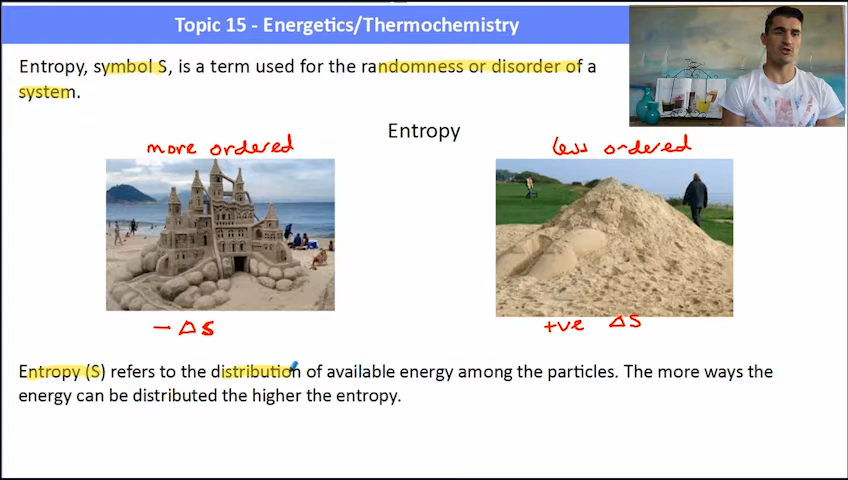 Topic 15 - Energetics/Thermochemistry
Entropy, symbol S, is a term used for the randomness or disorder of a
system.
Entropy
more ordered
less ordered
- ΔS
+ve ΔS
Entropy (S) refers to the distribution of available energy among the particles. The more ways the
energy can be distributed the higher the entropy.